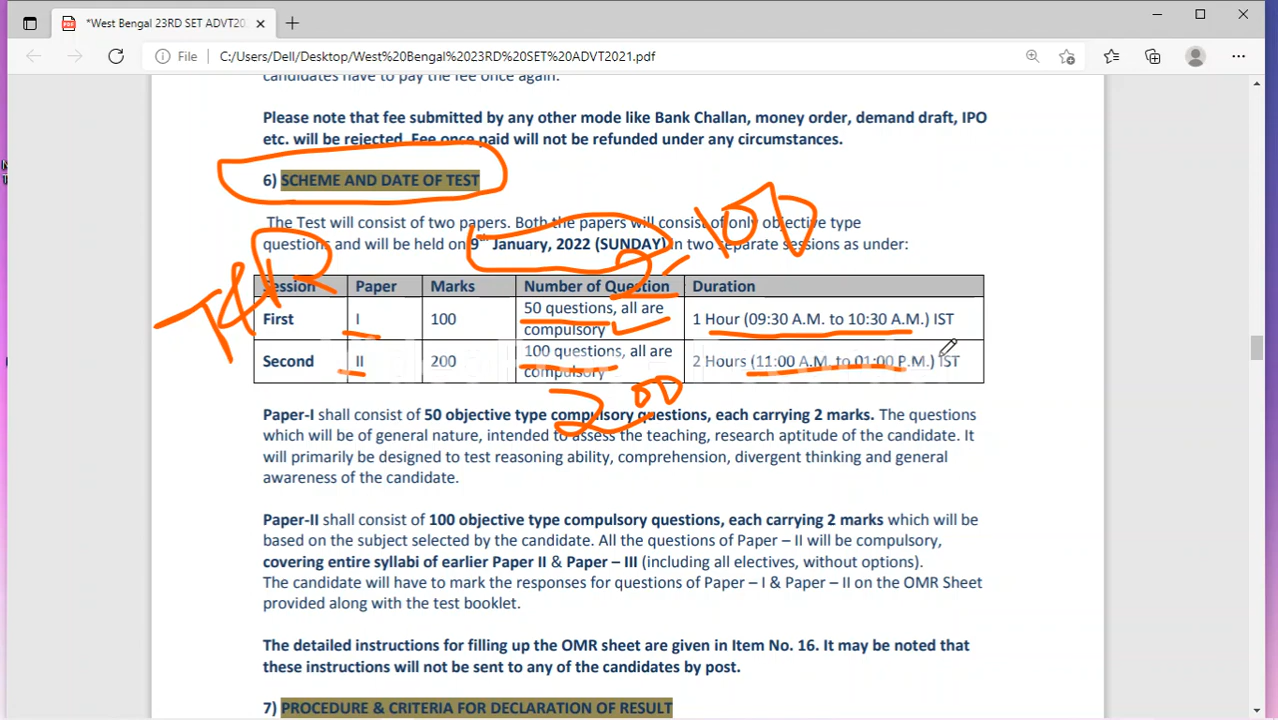 *West Bengal 23RD SET ADVT20
File
C:/Users/Dell/Desktop/West%20Bengal%2023RD%20SET%20ADVT2021.pdf
candidates have to pay the fee once again.
Please note that fee submitted by any other mode like Bank Challan, money order, demand draft, IPO
etc. will be rejected. Fee once paid will not be refunded under any circumstances.
6) SCHEME AND DATE OF TEST
The Test will consist of two papers. Both the papers will consist of only objective type
questions and will be held on 9th January, 2022 (SUNDAY) in two separate sessions as under:
T&R
2 - 100
Session Paper Marks Number of Question Duration
First I 100 50 questions, all are compulsory 1 Hour (09:30 A.M. to 10:30 A.M.) IST
Second II 200 100 questions, all are compulsory 2 Hours (11:00 A.M. to 01:00 P.M.) IST
200
Paper-I shall consist of 50 objective type compulsory questions, each carrying 2 marks. The questions
which will be of general nature, intended to assess the teaching, research aptitude of the candidate. It
will primarily be designed to test reasoning ability, comprehension, divergent thinking and general
awareness of the candidate.
Paper-II shall consist of 100 objective type compulsory questions, each carrying 2 marks which will be
based on the subject selected by the candidate. All the questions of Paper – II will be compulsory,
covering entire syllabi of earlier Paper II & Paper – III (including all electives, without options).
The candidate will have to mark the responses for questions of Paper – I & Paper – II on the OMR Sheet
provided along with the test booklet.
The detailed instructions for filling up the OMR sheet are given in Item No. 16. It may be noted that
these instructions will not be sent to any of the candidates by post.
7) PROCEDURE & CRITERIA FOR DECLARATION OF RESULT